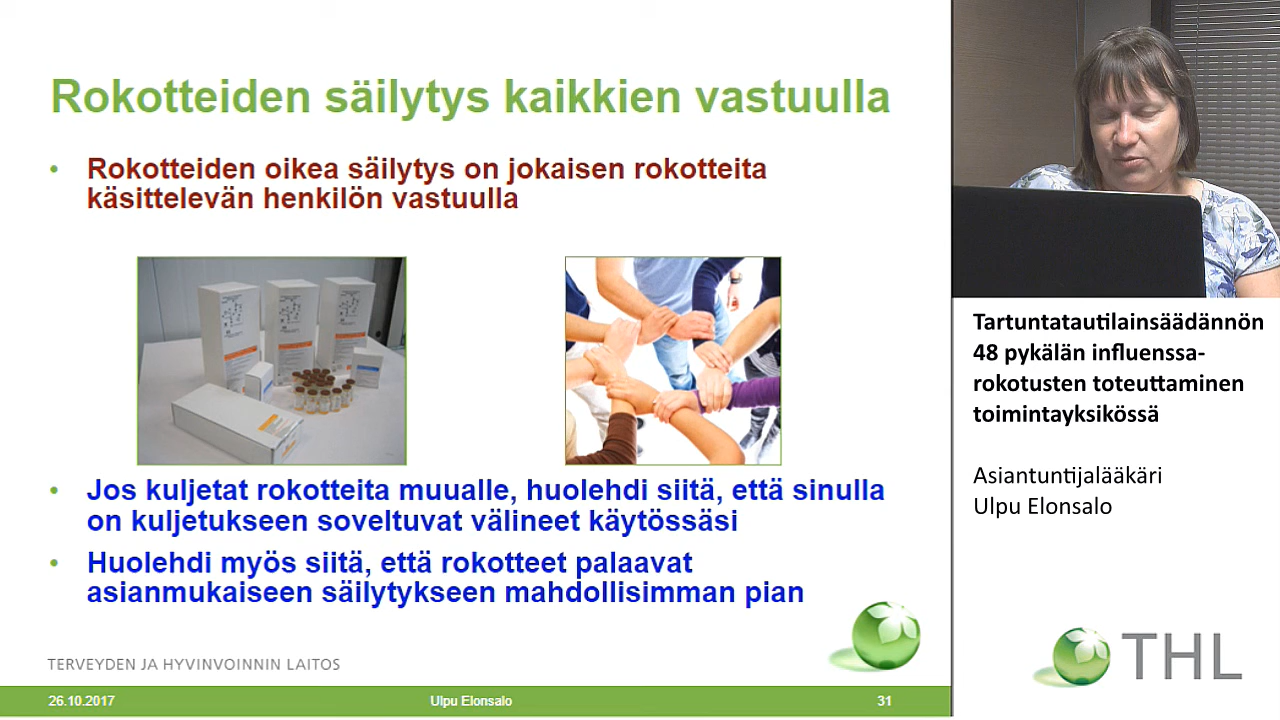 Rokotteiden säilytys kaikkien vastuulla
• Rokotteiden oikea säilytys on jokaisen rokotteita
käsittelevän henkilön vastuulla
• Jos kuljetat rokotteita muualle, huolehdi siitä, että sinulla
on kuljetukseen soveltuvat välineet käytössäsi
• Huolehdi myös siitä, että rokotteet palaavat
asianmukaiseen säilytykseen mahdollisimman pian
TERVEYDEN JA HYVINVOINNIN LAITOS
26.10.2017 Ulpu Elonsalo 31
Tartuntatautilainsäädännön
48 pykälän influenssa-
rokotusten toteuttaminen
toimintayksikössä
Asiantuntijalääkäri
Ulpu Elonsalo
THL